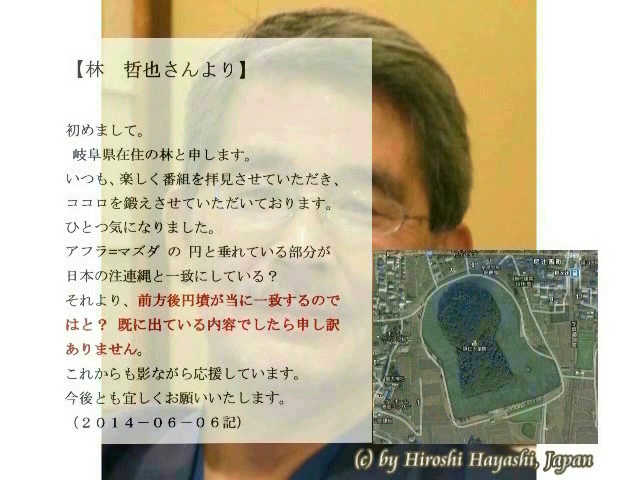 【林　哲也さんより】
初めまして。
岐阜県在住の林と申します。
いつも、楽しく番組を拝見させていただき、
ココロを鍛えさせていただいております。
ひとつ気になりました。
アフラ=マズダ の 円と垂れている部分が
日本の注連縄と一致にしている？
それより、前方後円墳が当に一致するので
はと？ 既に出ている内容でしたら申し訳
ありません。
これからも影ながら応援しています。
今後とも宜しくお願いいたします。
（２０１４－０６－０６記）
(c) by Hiroshi Hayashi, Japan